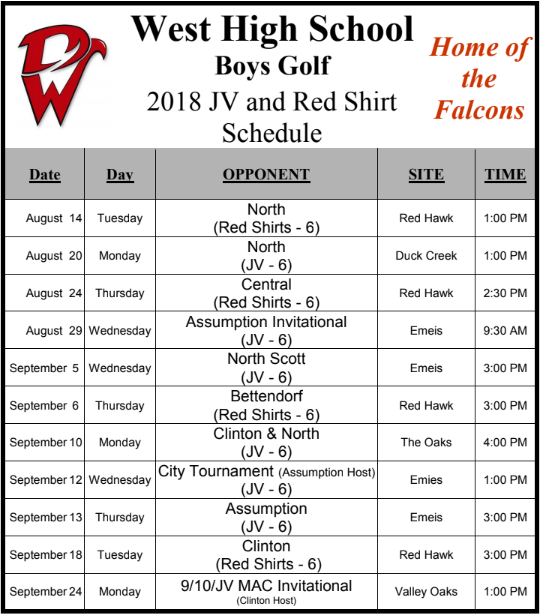 West High School
Boys Golf
2018 JV and Red Shirt
Schedule
Home of
the
Falcons
DW
Date Day OPPONENT SITE TIME
August 14 Tuesday North (Red Shirts - 6) Red Hawk 1:00 PM
August 20 Monday North (JV - 6) Duck Creek 1:00 PM
August 24 Thursday Central (Red Shirts - 6) Red Hawk 2:30 PM
August 29 Wednesday Assumption Invitational (JV - 6) Emeis 9:30 AM
September 5 Wednesday North Scott (JV - 6) Emeis 3:00 PM
September 6 Thursday Bettendorf (Red Shirts - 6) Red Hawk 3:00 PM
September 10 Monday Clinton & North (JV - 6) The Oaks 4:00 PM
September 12 Wednesday City Tournament (Assumption Host) (JV - 6) Emies 1:00 PM
September 13 Thursday Assumption (JV - 6) Emeis 3:00 PM
September 18 Tuesday Clinton (Red Shirts - 6) Red Hawk 3:00 PM
September 24 Monday 9/10/JV MAC Invitational (Clinton Host) Valley Oaks 1:00 PM